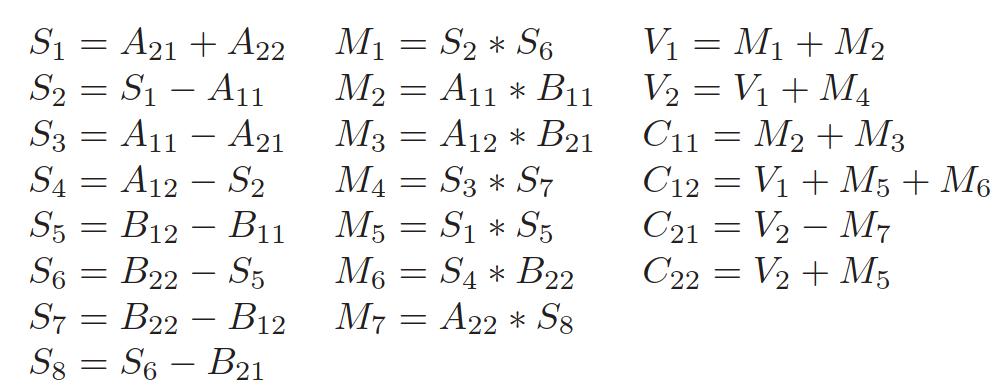 S₁ = A₂₁ + A₂₂ M₁ = S₂ ∗ S₆ V₁ = M₁ + M₂
S₂ = S₁ − A₁₁ M₂ = A₁₁ ∗ B₁₁ V₂ = V₁ + M₄
S₃ = A₁₁ − A₂₁ M₃ = A₁₂ ∗ B₂₁ C₁₁ = M₂ + M₃
S₄ = A₁₂ − S₂ M₄ = S₃ ∗ S₇ C₁₂ = V₁ + M₅ + M₆
S₅ = B₁₂ − B₁₁ M₅ = S₁ ∗ S₅ C₂₁ = V₂ − M₇
S₆ = B₂₂ − S₅ M₆ = S₄ ∗ B₂₂ C₂₂ = V₂ + M₅
S₇ = B₂₂ − B₁₂ M₇ = A₂₂ ∗ S₈
S₈ = S₆ − B₂₁